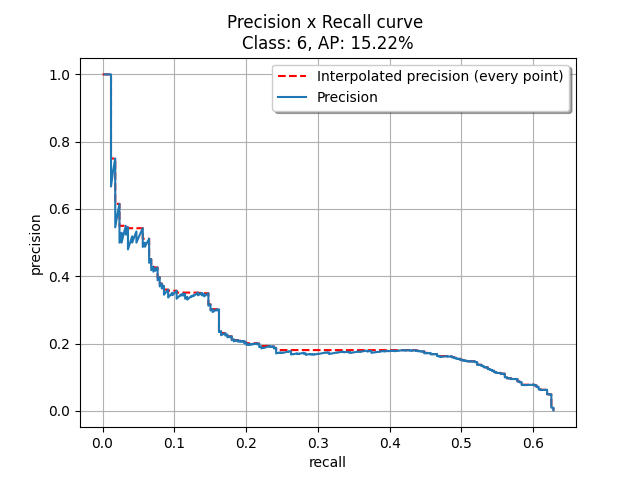 Precision x Recall curve
Class: 6, AP: 15.22%
Interpolated precision (every point)
Precision
1.0
0.8
0.6
0.4
0.2
0.0
precision
0.0 0.1 0.2 0.3 0.4 0.5 0.6
recall